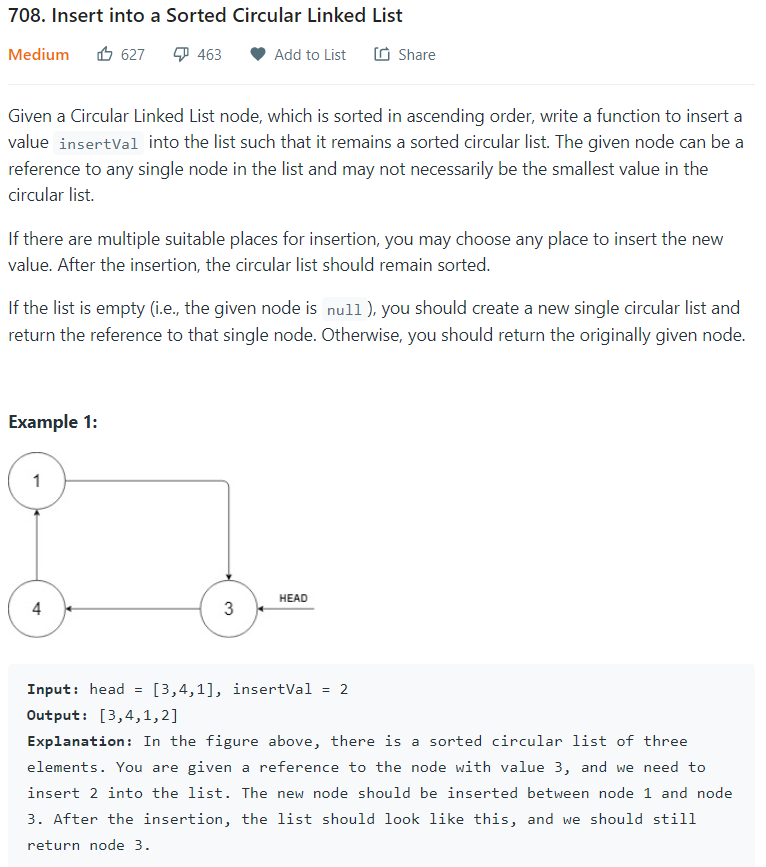 708. Insert into a Sorted Circular Linked List
Medium 627 463 Add to List Share
Given a Circular Linked List node, which is sorted in ascending order, write a function to insert a
value insertVal into the list such that it remains a sorted circular list. The given node can be a
reference to any single node in the list and may not necessarily be the smallest value in the
circular list.
If there are multiple suitable places for insertion, you may choose any place to insert the new
value. After the insertion, the circular list should remain sorted.
If the list is empty (i.e., the given node is null ), you should create a new single circular list and
return the reference to that single node. Otherwise, you should return the originally given node.
Example 1:
1
4
3
HEAD
Input: head = [3,4,1], insertVal = 2
Output: [3,4,1,2]
Explanation: In the figure above, there is a sorted circular list of three
elements. You are given a reference to the node with value 3, and we need to
insert 2 into the list. The new node should be inserted between node 1 and node
3. After the insertion, the list should look like this, and we should still
return node 3.